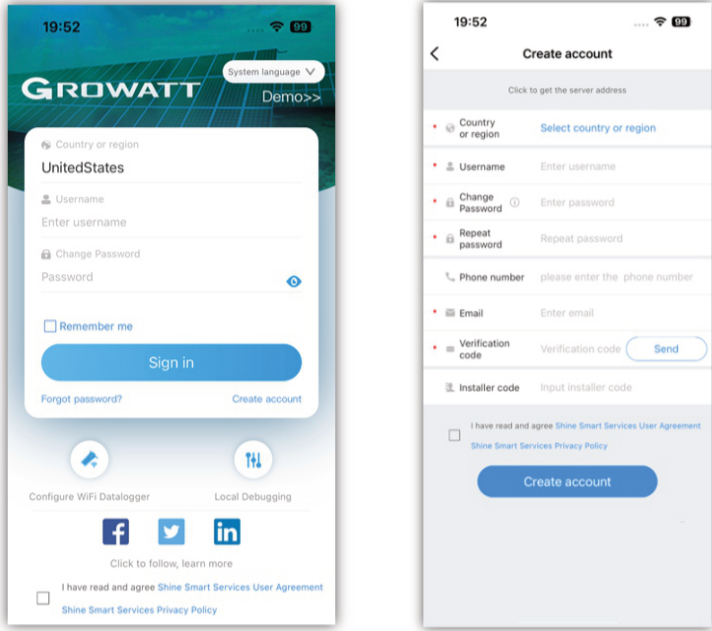 19:52
99
System language
GROWATT
Demo>>
Country or region
UnitedStates
Username
Enter username
Change Password
Password
Remember me
Sign in
Forgot password? Create account
Configure WiFi Datalogger Local Debugging
f in
Click to follow, learn more
I have read and agree Shine Smart Services User Agreement
Shine Smart Services Privacy Policy
19:52
99
Create account
Click to get the server address
* Country
or region Select country or region
* Username Enter username
* Change
Password Enter password
* Repeat
password Repeat password
Phone number please enter the phone number
* Email Enter email
* Verification
code Verification code Send
Installer code Input installer code
I have read and agree Shine Smart Services User Agreement
Shine Smart Services Privacy Policy
Create account